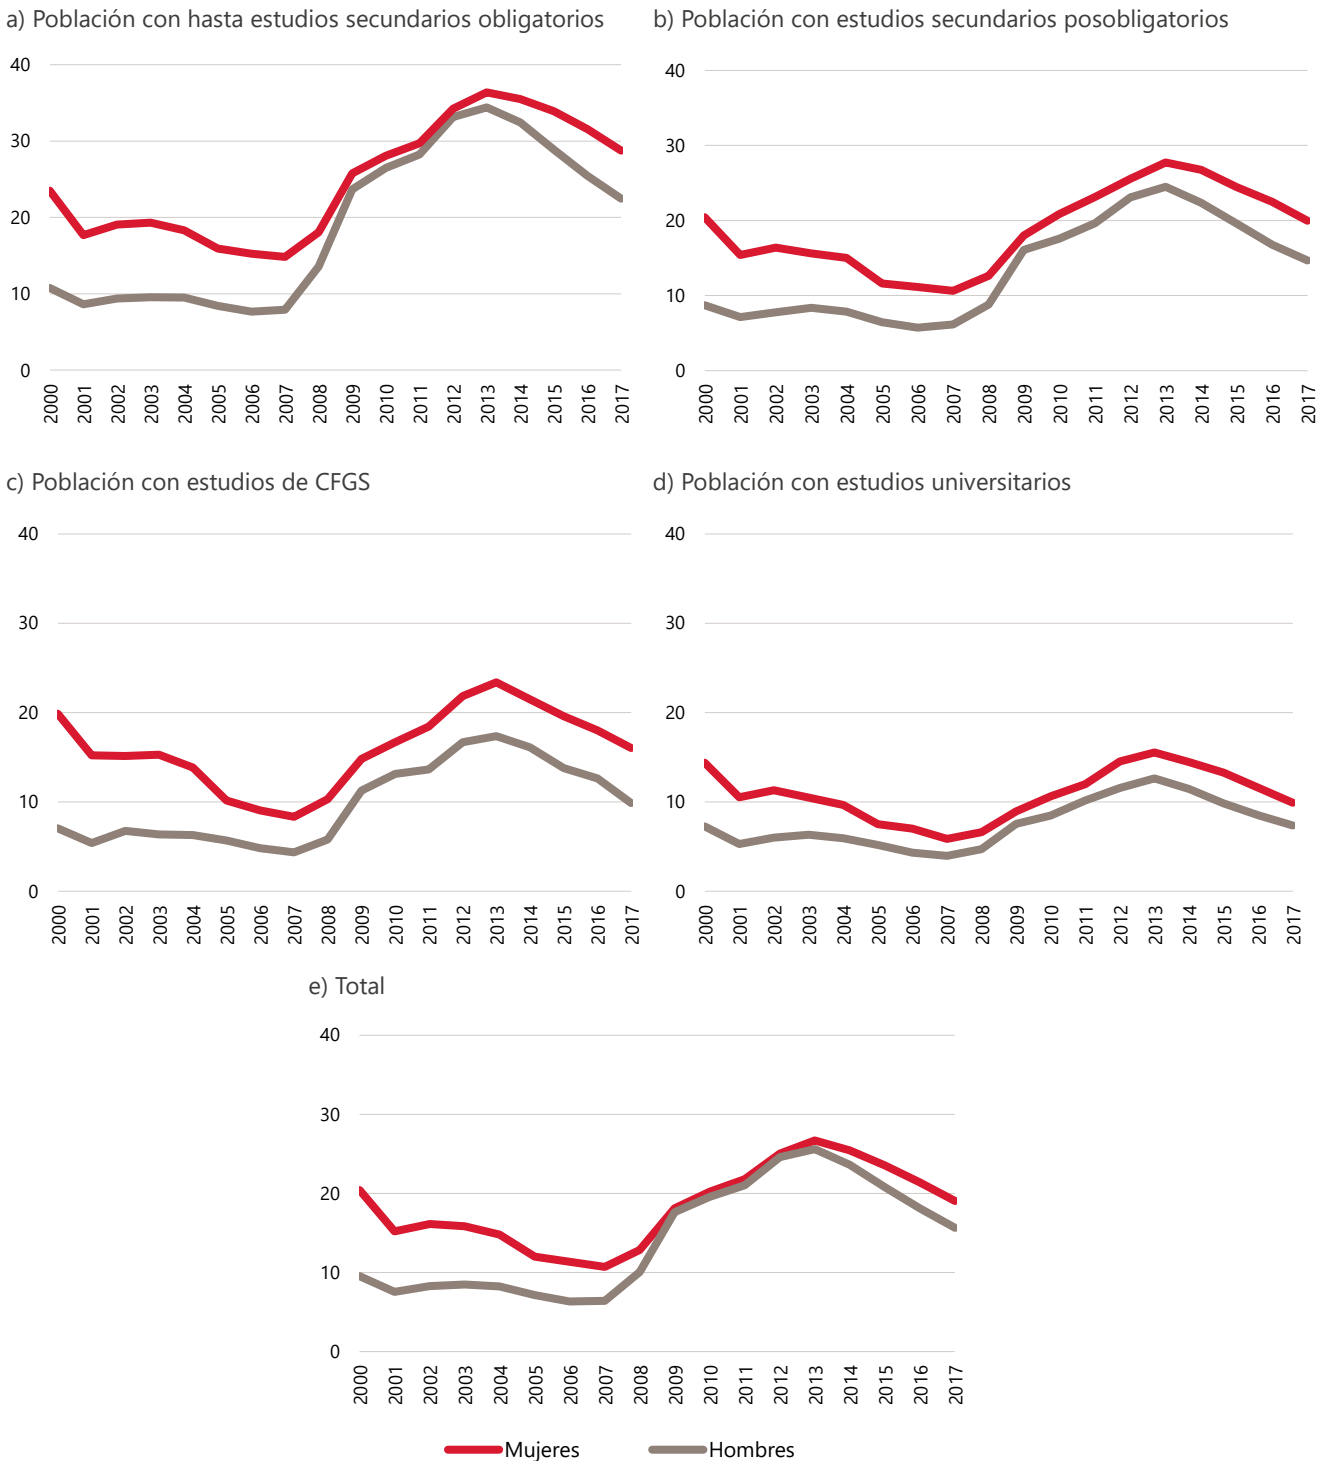 a) Población con hasta estudios secundarios obligatorios
40
30
20
10
0
2000 2001 2002 2003 2004 2005 2006 2007 2008 2009 2010 2011 2012 2013 2014 2015 2016 2017
b) Población con estudios secundarios posobligatorios
40
30
20
10
0
2000 2001 2002 2003 2004 2005 2006 2007 2008 2009 2010 2011 2012 2013 2014 2015 2016 2017
c) Población con estudios de CFGS
40
30
20
10
0
2000 2001 2002 2003 2004 2005 2006 2007 2008 2009 2010 2011 2012 2013 2014 2015 2016 2017
d) Población con estudios universitarios
40
30
20
10
0
2000 2001 2002 2003 2004 2005 2006 2007 2008 2009 2010 2011 2012 2013 2014 2015 2016 2017
e) Total
40
30
20
10
0
2000 2001 2002 2003 2004 2005 2006 2007 2008 2009 2010 2011 2012 2013 2014 2015 2016 2017
Mujeres Hombres